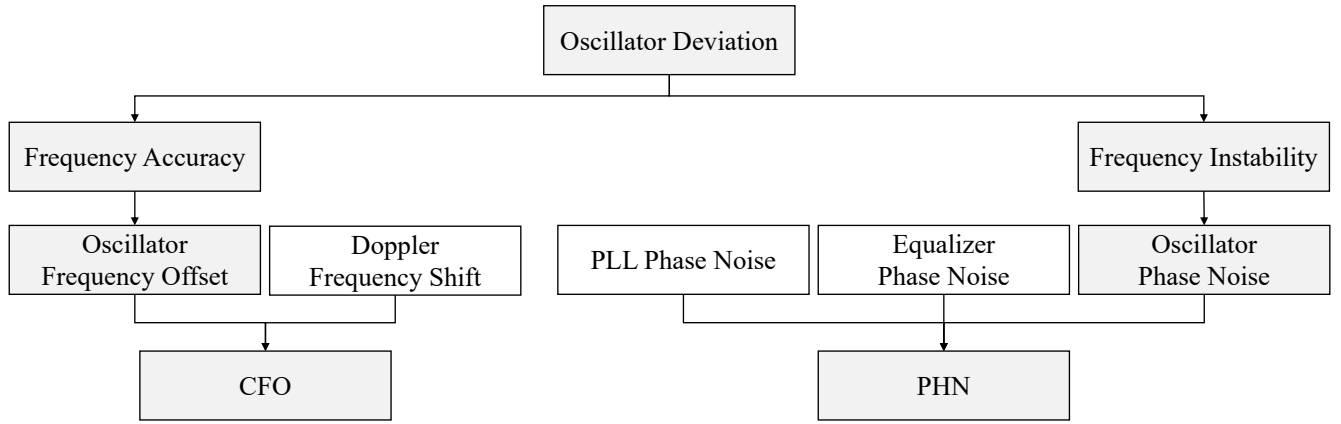 Oscillator Deviation
Frequency Accuracy
Frequency Instability
Oscillator
Frequency Offset
Doppler
Frequency Shift
PLL Phase Noise
Equalizer
Phase Noise
Oscillator
Phase Noise
CFO
PHN